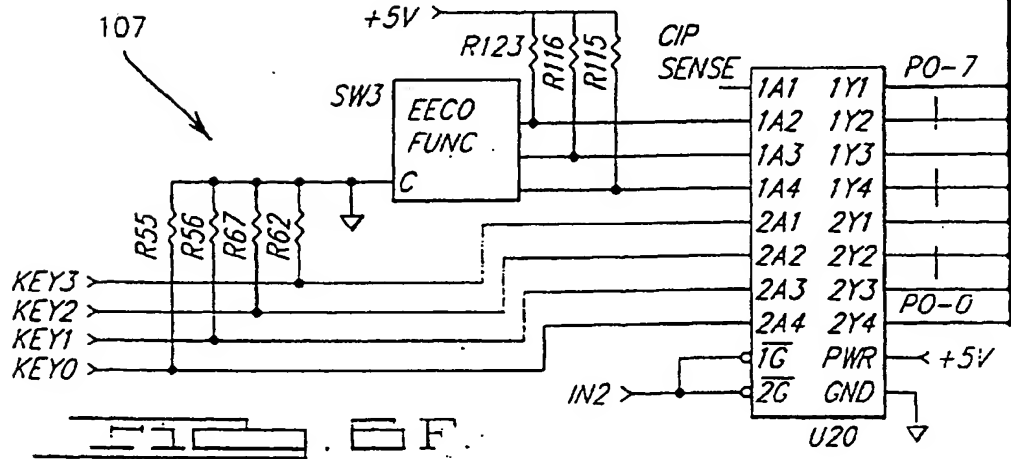 107
+5V
R123
R116
R115
CIP
SENSE
SW3
EECO
FUNC
C
1A1 1Y1
1A2 1Y2
1A3 1Y3
1A4 1Y4
2A1 2Y1
2A2 2Y2
2A3 2Y3
2A4 2Y4
1G PWR
2G GND
PO-7
PO-0
+5V
R55
R56
R67
R62
KEY3
KEY2
KEY1
KEY0
IN2
U20
FIG. 6F.